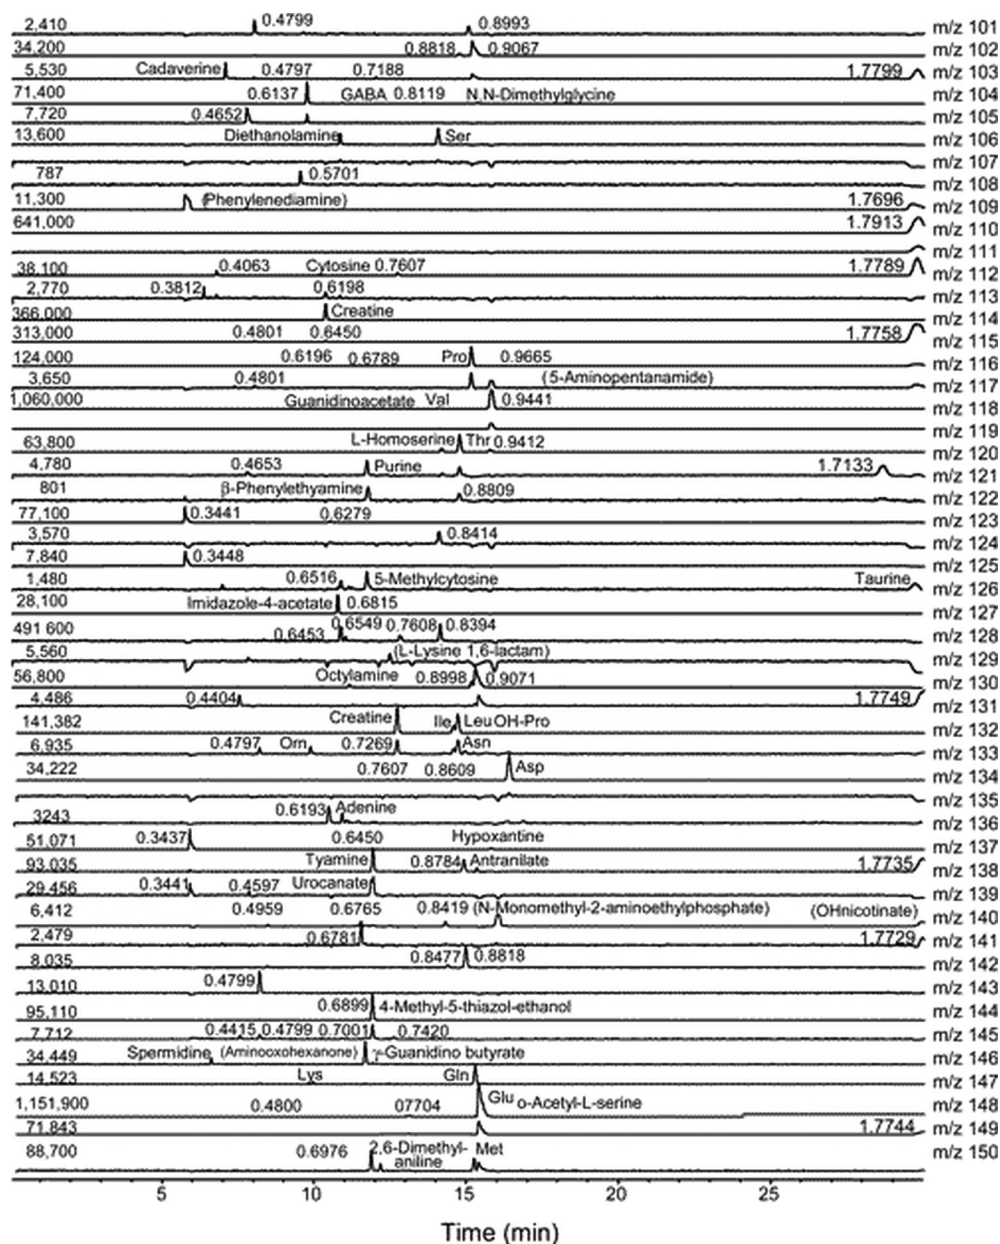 2,410 0.4799 0.8993 m/z 101
34,200 0.8818 0.9067 m/z 102
5,530 Cadaverine 0.4797 0.7188 1.7799 m/z 103
71,400 0.6137 GABA 0.8119 N,N-Dimethylglycine m/z 104
7,720 0.4652 m/z 105
13,600 Diethanolamine Ser m/z 106
m/z 107
787 0.5701 m/z 108
11,300 (Phenylenediamine) 1.7696 m/z 109
641,000 1.7913 m/z 110
m/z 111
38,100 0.4063 Cytosine 0.7607 1.7789 m/z 112
2,770 0.3812 0.6198 m/z 113
366,000 Creatine m/z 114
313,000 0.4801 0.6450 1.7758 m/z 115
124,000 0.6196 0.6789 Pro 0.9665 m/z 116
3,650 0.4801 (5-Aminopentanamide) m/z 117
1,060,000 Guanidinoacetate Val 0.9441 m/z 118
m/z 119
63,800 L-Homoserine Thr 0.9412 m/z 120
4,780 0.4653 Purine 1.7133 m/z 121
801 β-Phenylethyamine 0.8809 m/z 122
77,100 0.3441 0.6279 m/z 123
3,570 0.8414 m/z 124
7,840 0.3448 m/z 125
1,480 0.6516 5-Methylcytosine Taurine m/z 126
28,100 Imidazole-4-acetate 0.6815 m/z 127
491 600 0.6453 0.6549 0.7608 0.8394 m/z 128
5,560 (L-Lysine 1,6-lactam) m/z 129
56,800 Octylamine 0.8998 0.9071 m/z 130
4,486 0.4404 1.7749 m/z 131
141,382 Creatine Ile Leu OH-Pro m/z 132
6,935 0.4797 Orn 0.7269 Asn m/z 133
34,222 0.7607 0.8609 Asp m/z 134
m/z 135
3243 0.6193 Adenine m/z 136
51,071 0.3437 0.6450 Hypoxantine m/z 137
93,035 Tyamine 0.8784 Antranilate 1.7735 m/z 138
29,456 0.3441 0.4597 Urocanate m/z 139
6,412 0.4959 0.6765 0.8419 (N-Monomethyl-2-aminoethylphosphate) (OHnicotinate) m/z 140
2,479 0.6781 1.7729 m/z 141
8,035 0.8477 0.8818 m/z 142
13,010 0.4799 m/z 143
95,110 0.6899 4-Methyl-5-thiazol-ethanol m/z 144
7,712 0.4415 0.4799 0.7001 0.7420 m/z 145
34,449 Spermidine (Aminooxohexanone) γ-Guanidino butyrate m/z 146
14,523 Lys Gln m/z 147
1,151,900 0.4800 07704 Glu o-Acetyl-L-serine m/z 148
71,843 1.7744 m/z 149
88,700 0.6976 2,6-Dimethyl- Met m/z 150
aniline
5 10 15 20 25
Time (min)